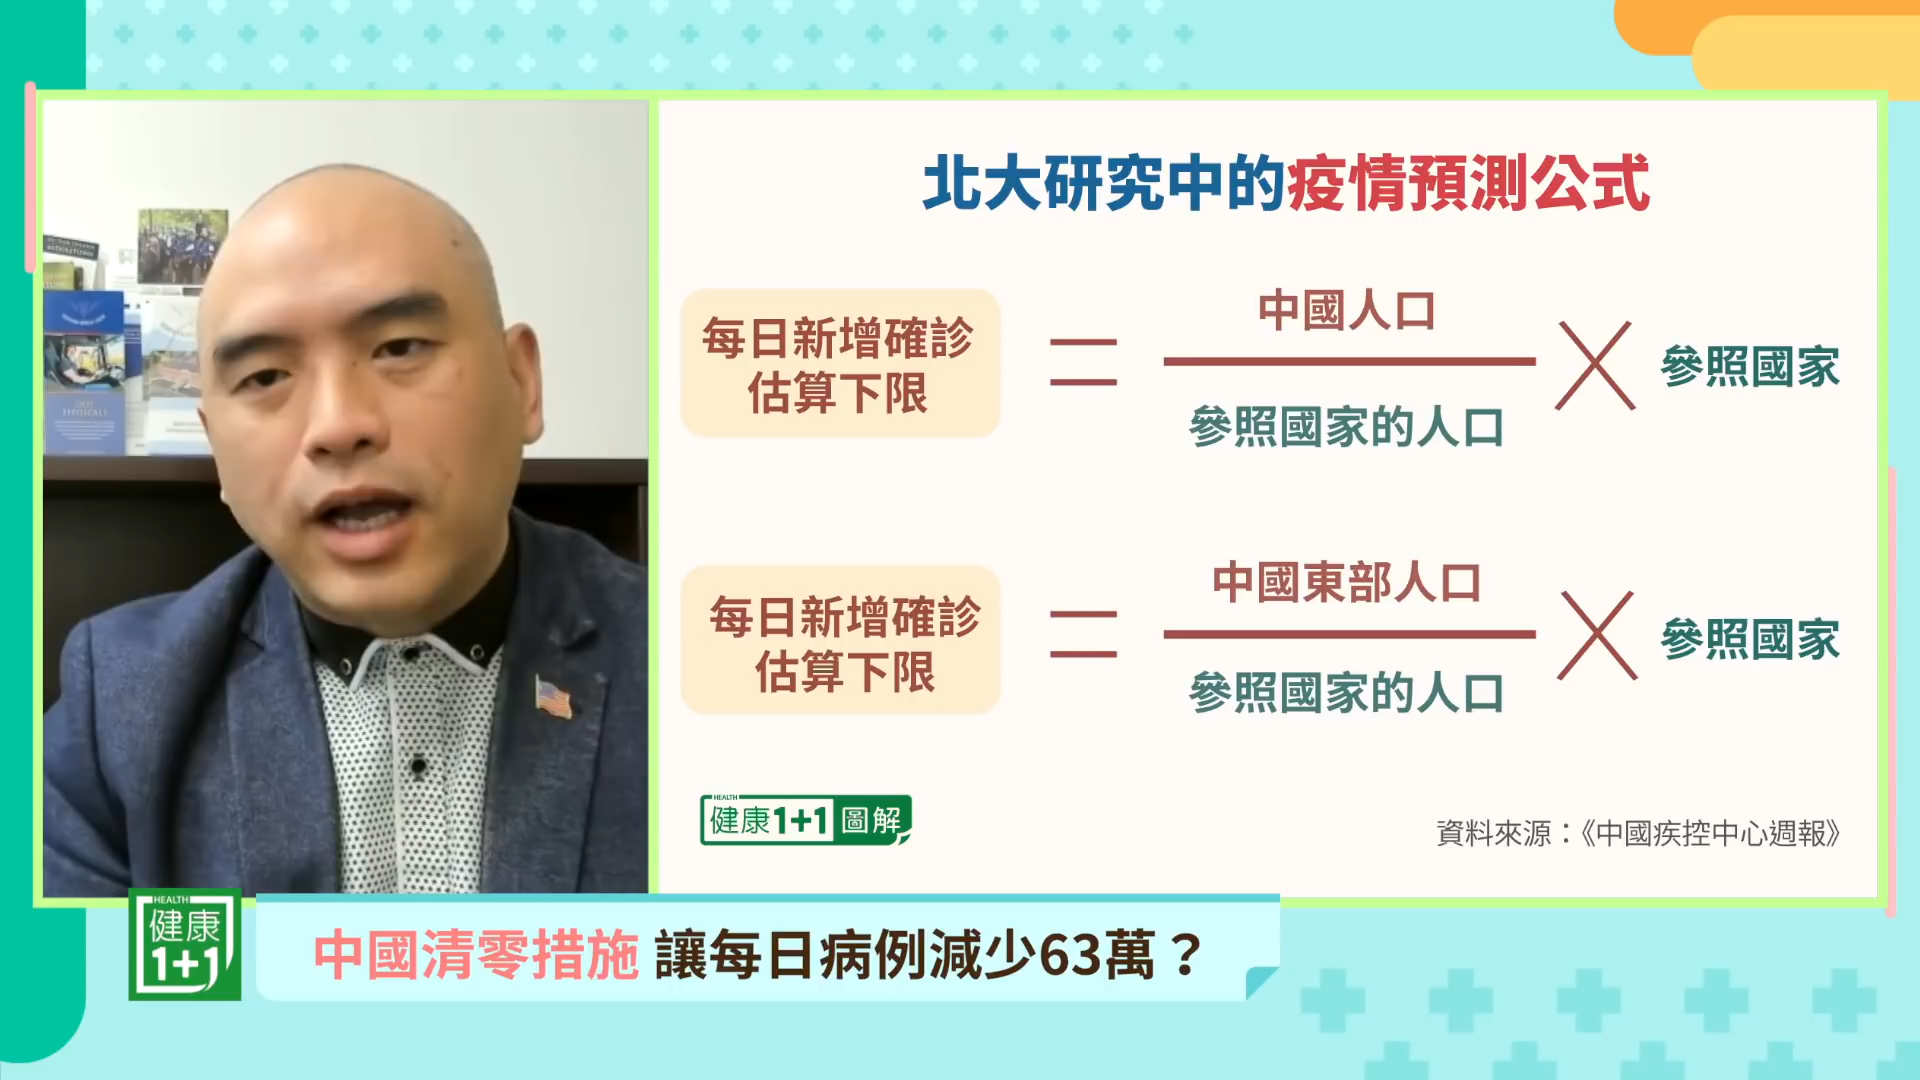 北大研究中的疫情預測公式
每日新增確診
估算下限
=
中國人口
參照國家的人口
×
參照國家
每日新增確診
估算下限
=
中國東部人口
參照國家的人口
×
參照國家
HEALTH
健康1+1圖解
資料來源：《中國疾控中心週報》
HEALTH
健康
1+1
中國清零措施 讓每日病例減少63萬？